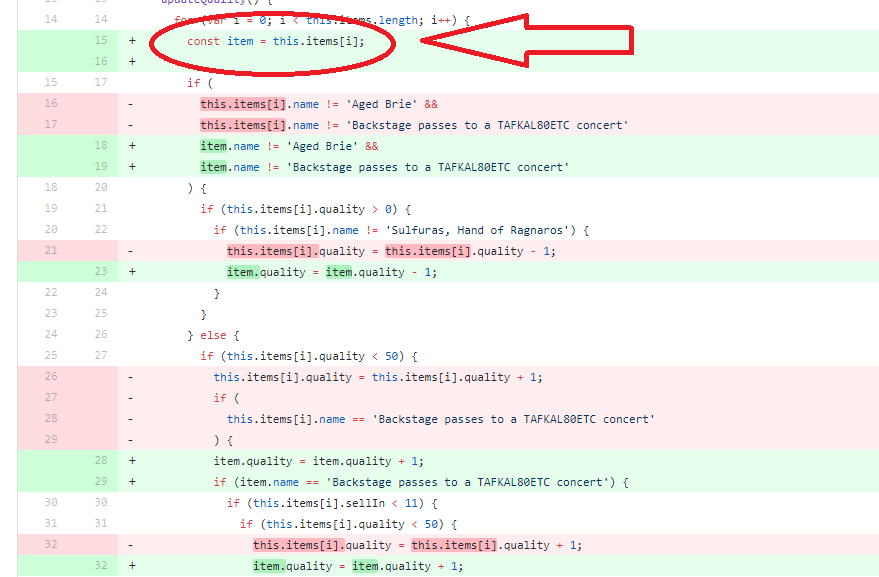 updateQuality() {
14 14 for (var i = 0; i < this.items.length; i++) {
15 + const item = this.items[i];
16 +
15 17 if (
16 - this.items[i].name != 'Aged Brie' &&
17 - this.items[i].name != 'Backstage passes to a TAFKAL80ETC concert'
18 + item.name != 'Aged Brie' &&
19 + item.name != 'Backstage passes to a TAFKAL80ETC concert'
18 20 ) {
19 21 if (this.items[i].quality > 0) {
20 22 if (this.items[i].name != 'Sulfuras, Hand of Ragnaros') {
21 - this.items[i].quality = this.items[i].quality - 1;
23 + item.quality = item.quality - 1;
22 24 }
23 25 }
24 26 } else {
25 27 if (this.items[i].quality < 50) {
26 - this.items[i].quality = this.items[i].quality + 1;
27 - if (
28 - this.items[i].name == 'Backstage passes to a TAFKAL80ETC concert'
29 - ) {
28 + item.quality = item.quality + 1;
29 + if (item.name == 'Backstage passes to a TAFKAL80ETC concert') {
30 30 if (this.items[i].sellIn < 11) {
31 31 if (this.items[i].quality < 50) {
32 - this.items[i].quality = this.items[i].quality + 1;
32 + item.quality = item.quality + 1;